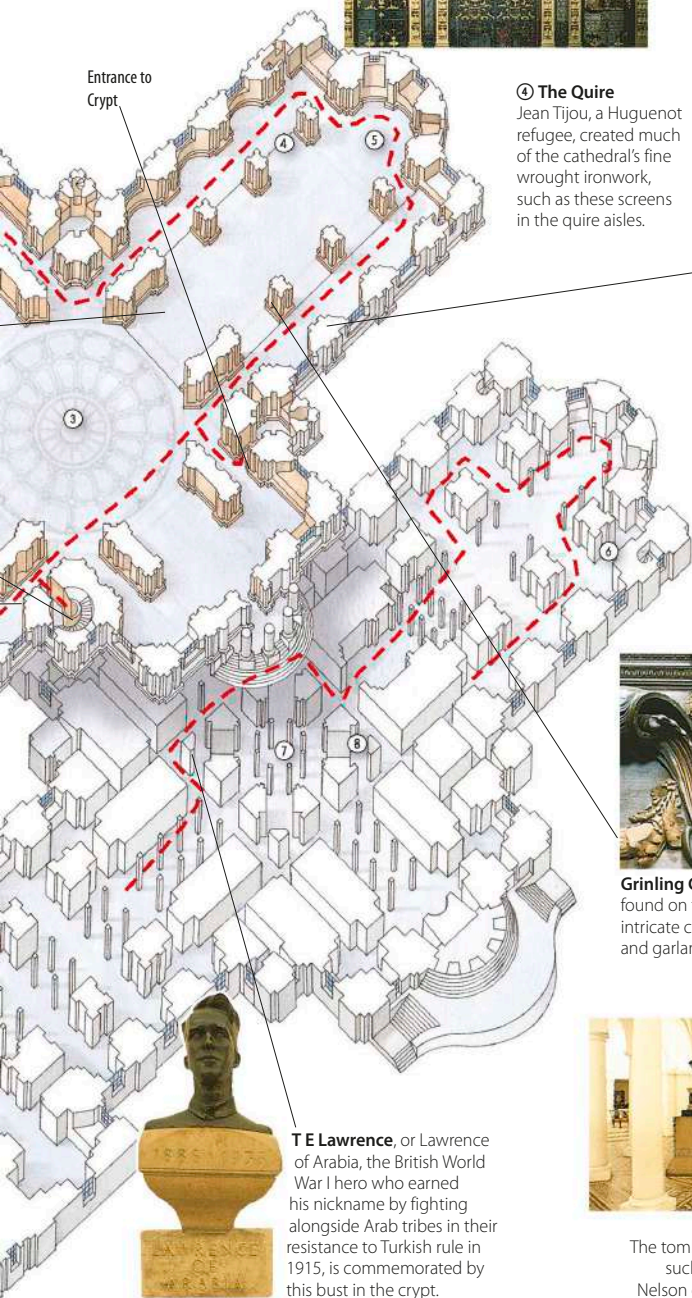 Entrance to
Crypt
④ The Quire
Jean Tijou, a Huguenot
refugee, created much
of the cathedral's fine
wrought ironwork,
such as these screens
in the quire aisles.
④
⑤
③
⑥
⑦
⑧
Grinling
found on
intricate
and
1888 1935
LAWRENCE
OF
ARABIA
T E Lawrence, or Lawrence
of Arabia, the British World
War I hero who earned
his nickname by fighting
alongside Arab tribes in their
resistance to Turkish rule in
1915, is commemorated by
this bust in the crypt.
The
Nelson